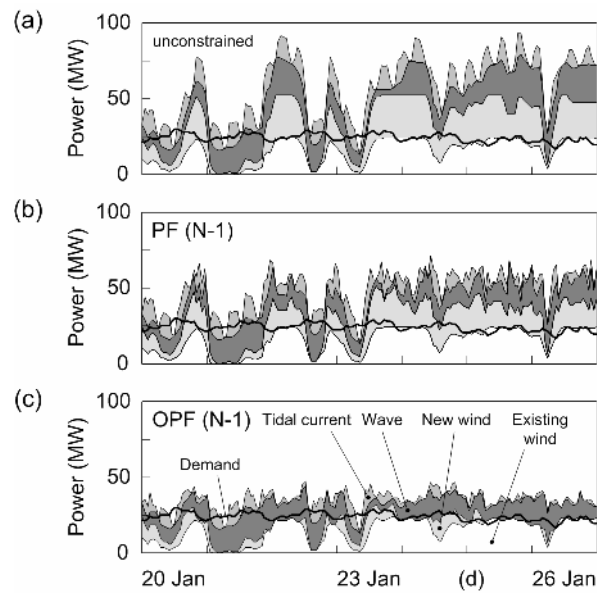 (a)
100
unconstrained
Power (MW)
50
0
(b)
100
PF (N-1)
Power (MW)
50
0
(c)
100
OPF (N-1)
Tidal current
Wave
New wind
Existing
wind
Demand
Power (MW)
50
0
20 Jan
23 Jan
(d)
26 Jan